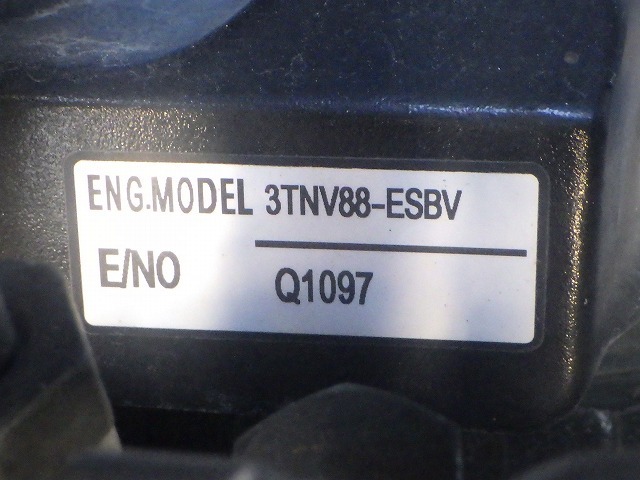 ENG.MODEL 3TNV88-ESBV
E/NO Q1097